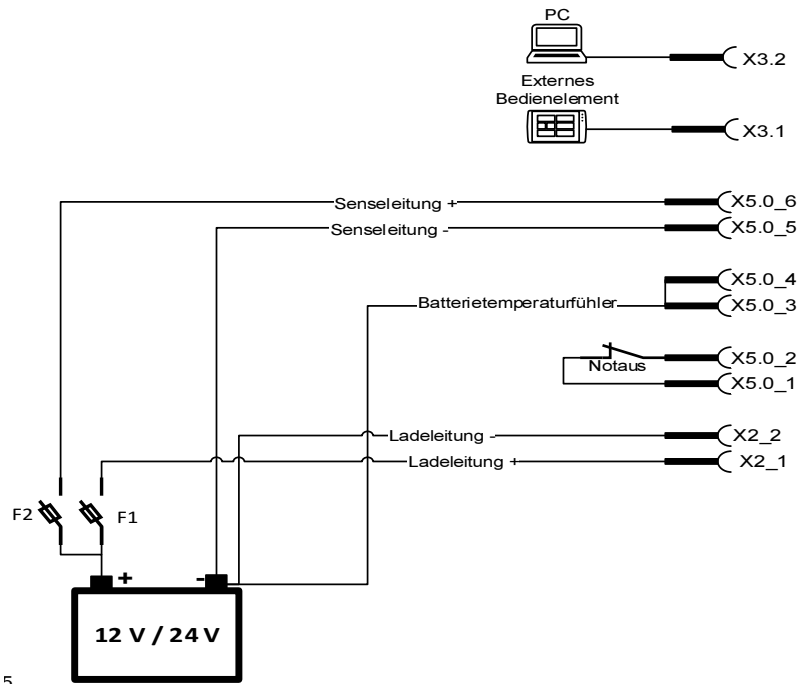 PC
X3.2
Externes
Bedienelement
X3.1
Senseleitung +
X5.0_6
Senseleitung -
X5.0_5
X5.0_4
Batterietemperaturfühler
X5.0_3
X5.0_2
Notaus
X5.0_1
Ladeleitung -
X2_2
Ladeleitung +
X2_1
F2
F1
+
-
12 V / 24 V
5